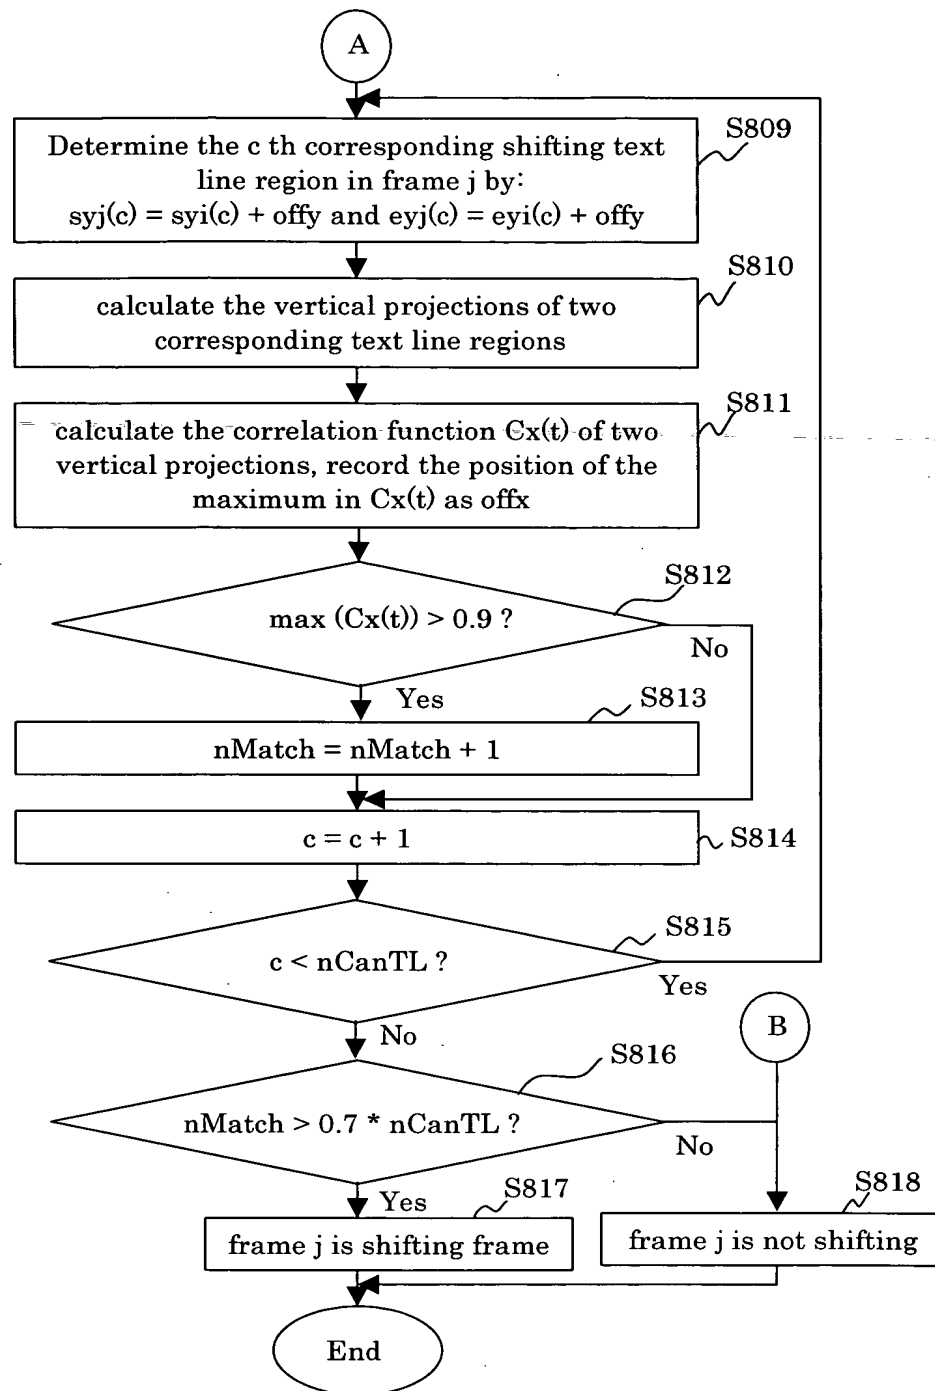 A
S809
Determine the c th corresponding shifting text
line region in frame j by:
syj(c) = syi(c) + offy and eyj(c) = eyi(c) + offy
S810
calculate the vertical projections of two
corresponding text line regions
S811
calculate the correlation function Cx(t) of two
vertical projections, record the position of the
maximum in Cx(t) as offx
S812
max (Cx(t)) > 0.9 ?
No
Yes
S813
nMatch = nMatch + 1
c = c + 1
S814
S815
c < nCanTL ?
Yes
No
B
S816
nMatch > 0.7 * nCanTL ?
No
Yes
S817
S818
frame j is shifting frame
frame j is not shifting
End